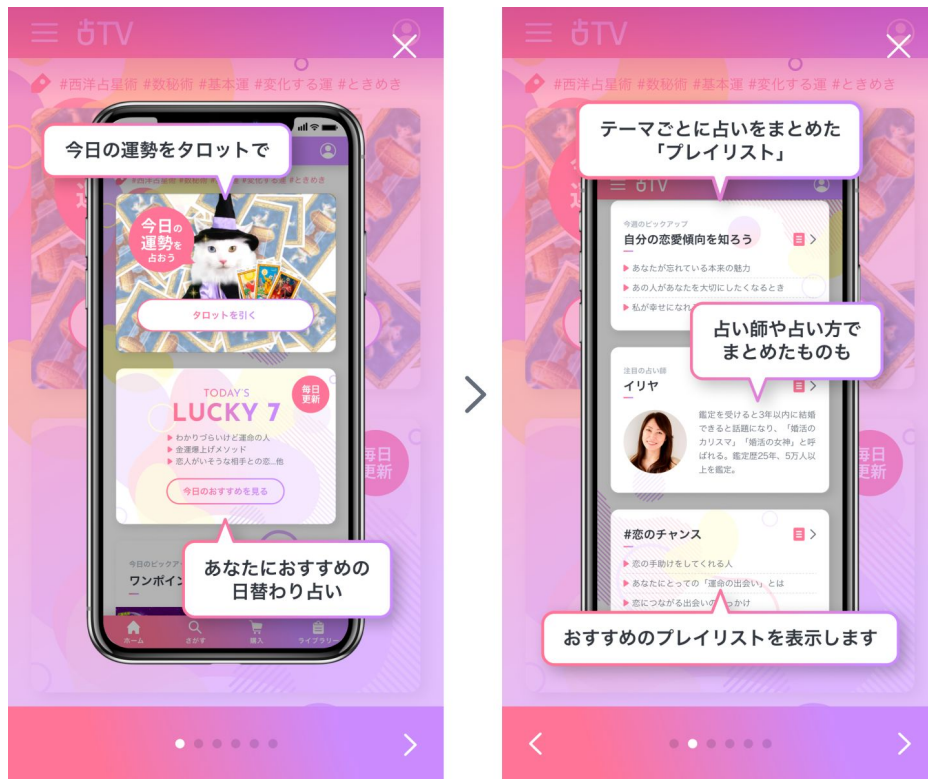 占TV
#西洋占星術 #数秘術 #基本運 #変化する運 #ときめき
今日の運勢をタロットで
今日の
運勢を
占おう
タロットを引く
TODAY'S
LUCKY 7
毎日
更新
わかりづらいけど運命の人
金運爆上げメソッド
恋人がいそうな相手との恋...他
今日のおすすめを見る
毎日
更新
あなたにおすすめの
日替わり占い
今日のピックア
ワンポイン
ホーム
さがす
購入
ライブラリー
占TV
#西洋占星術 #数秘術 #基本運 #変化する運 #ときめき
テーマごとに占いをまとめた
「プレイリスト」
占TV
今週のピックアップ
自分の恋愛傾向を知ろう
あなたが忘れている本来の魅力
あの人があなたを大切にしたくなるとき
私が幸せになれ
占い師や占い方で
まとめたものも
注目の占い師
イリヤ
鑑定を受けると3年以内に結婚
できると話題になり、「婚活の
カリスマ」「婚活の女神」と呼
ばれる。鑑定歴25年、5万人以
上を鑑定。
毎日
更新
#恋のチャンス
恋の手助けをしてくれる人
あなたにとっての「運命の出会い」とは
恋につながる出会いの っかけ
おすすめのプレイリストを表示します